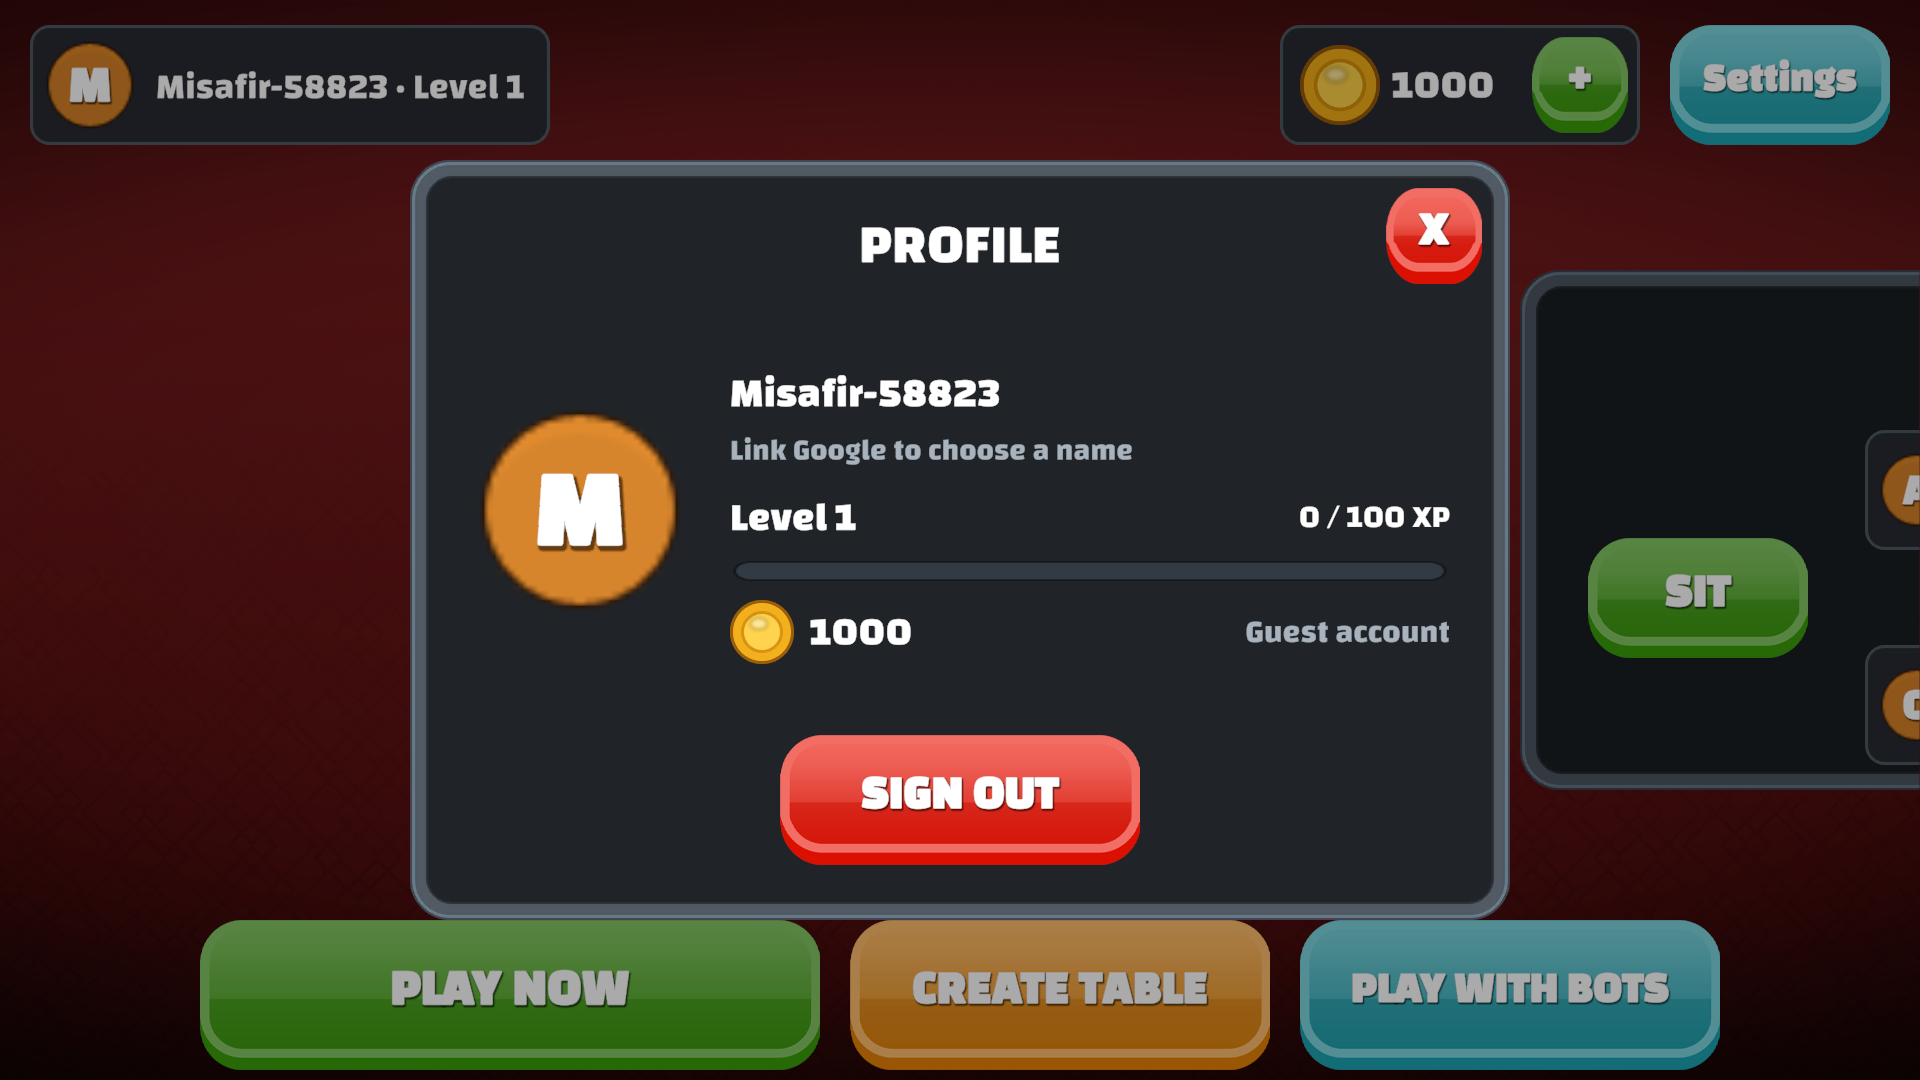 M
Misafir-58823 · Level 1
1000
+
Settings
PROFILE
X
M
Misafir-58823
Link Google to choose a name
Level 1
0 / 100 XP
1000
Guest account
SIGN OUT
SIT
PLAY NOW
CREATE TABLE
PLAY WITH BOTS